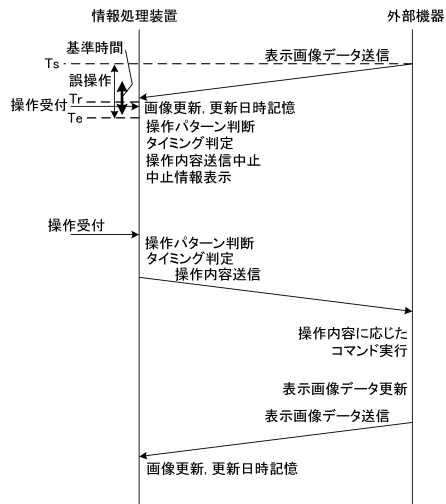 情報処理装置
外部機器
基準時間
表示画像データ送信
Ts
誤操作
Tr
操作受付
画像更新, 更新日時記憶
Te
操作パターン判断
タイミング判定
操作内容送信中止
中止情報表示
操作受付
操作パターン判断
タイミング判定
操作内容送信
操作内容に応じた
コマンド実行
表示画像データ更新
表示画像データ送信
画像更新, 更新日時記憶